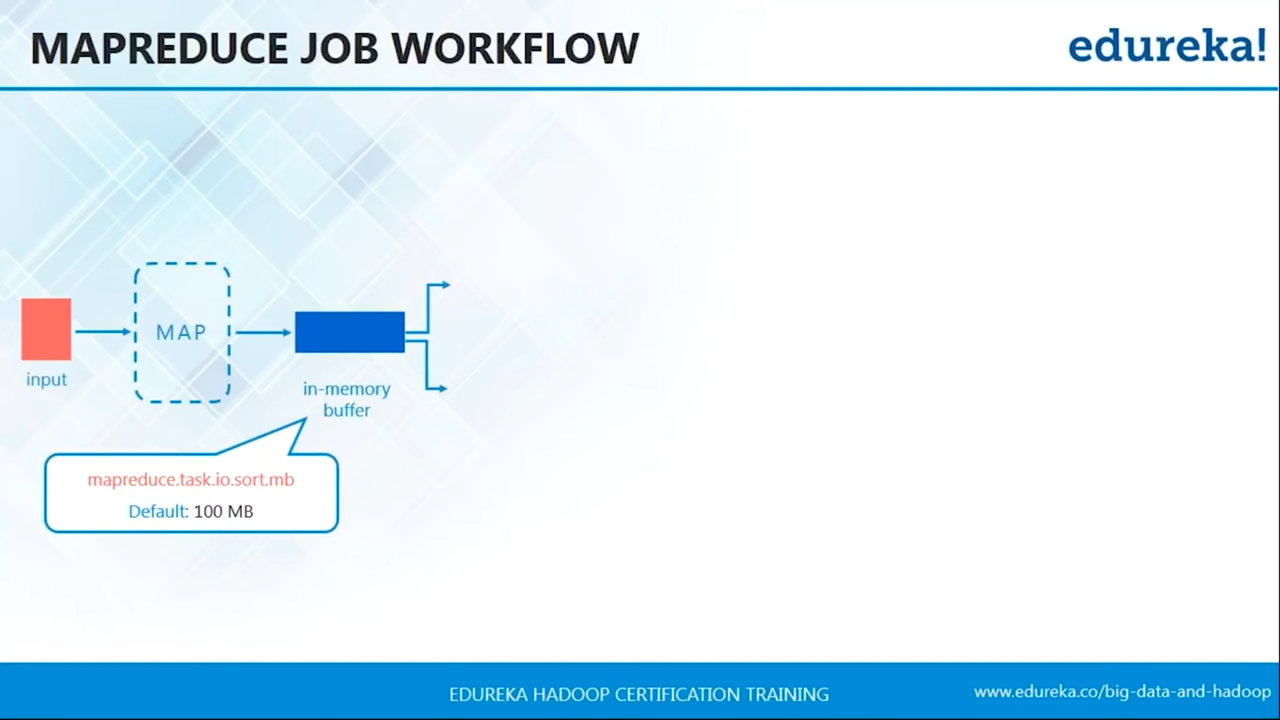 MAPREDUCE JOB WORKFLOW
edureka!
MAP
input
in-memory
buffer
mapreduce.task.io.sort.mb
Default: 100 MB
EDUREKA HADOOP CERTIFICATION TRAINING
www.edureka.co/big-data-and-hadoop